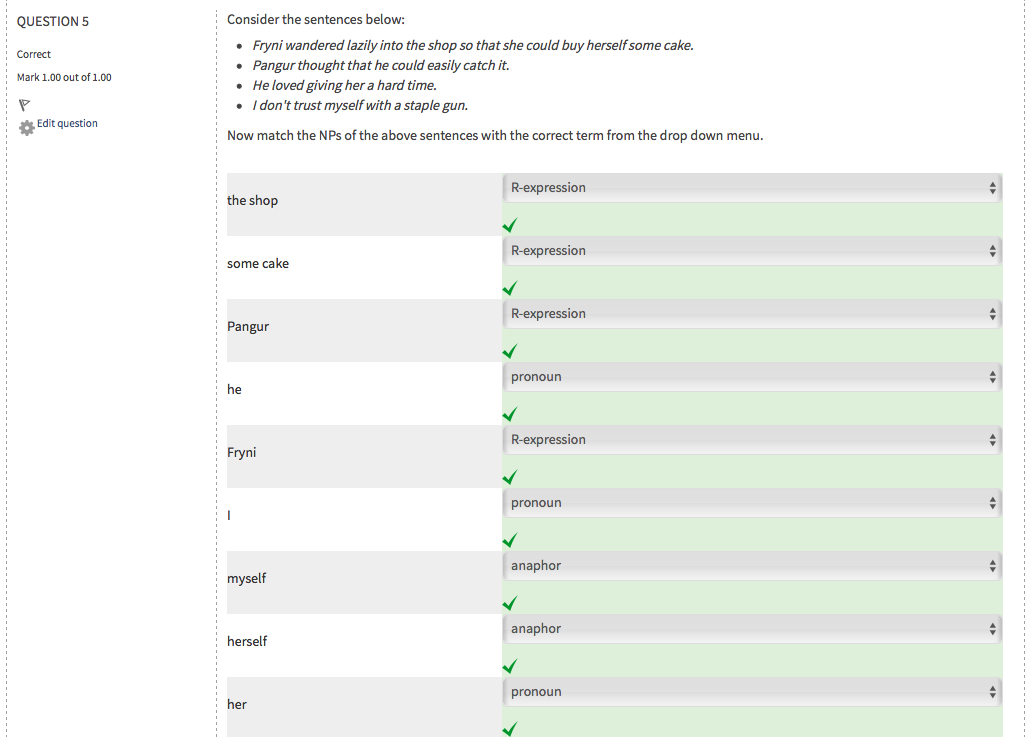 QUESTION 5
Correct
Mark 1.00 out of 1.00
Edit question
Consider the sentences below:
Fryni wandered lazily into the shop so that she could buy herself some cake.
Pangur thought that he could easily catch it.
He loved giving her a hard time.
I don't trust myself with a staple gun.
Now match the NPs of the above sentences with the correct term from the drop down menu.
the shop
R-expression
some cake
R-expression
Pangur
R-expression
he
pronoun
Fryni
R-expression
I
pronoun
myself
anaphor
herself
anaphor
her
pronoun